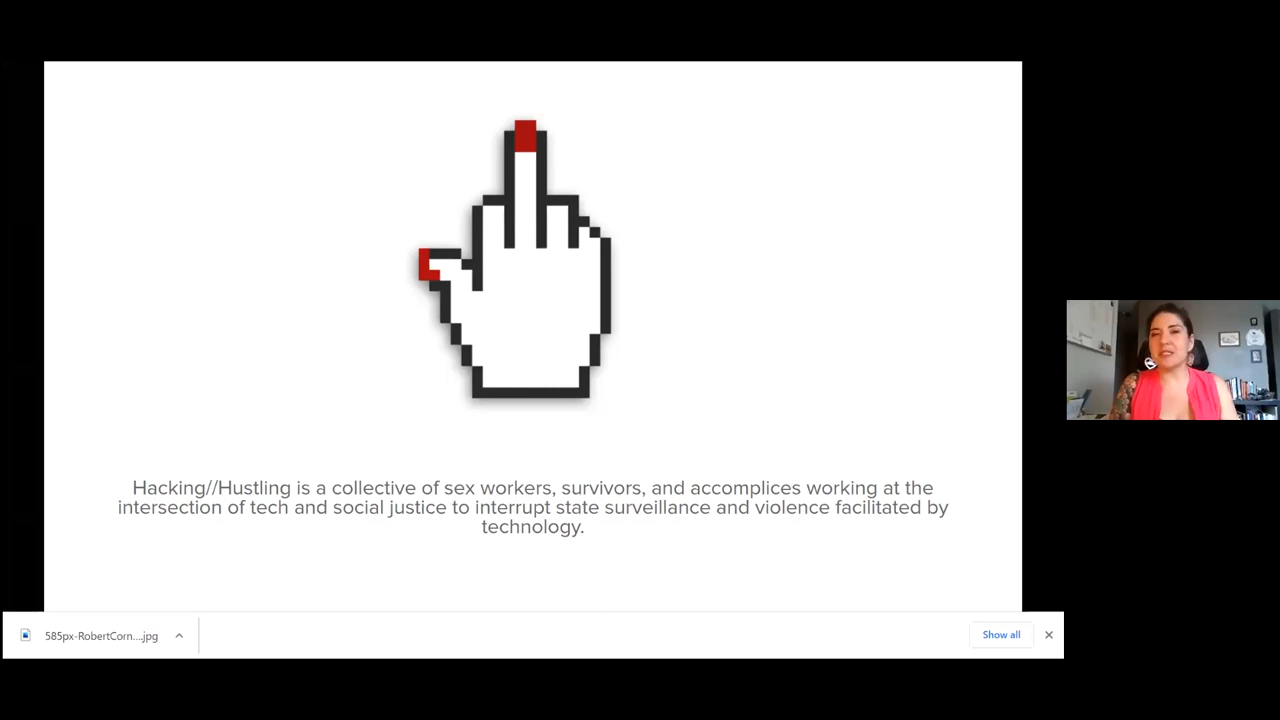 Hacking//Hustling is a collective of sex workers, survivors, and accomplices working at the
intersection of tech and social justice to interrupt state surveillance and violence facilitated by
technology.
585px-RobertCorn....jpg
Show all